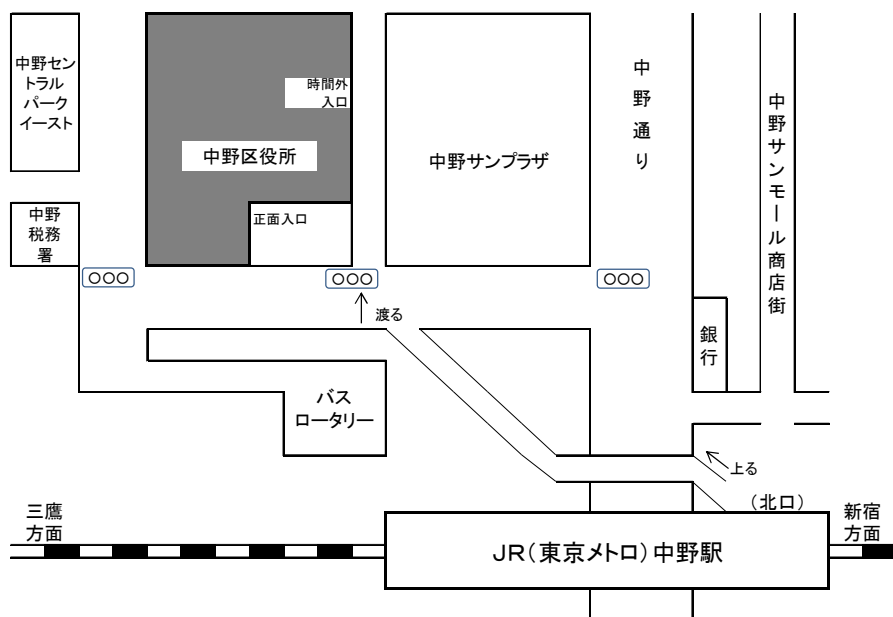 中野セン
トラル
パーク
イースト
時間外
入口
中野区役所
正面入口
中野サンプラザ
中野通り
中野サンモール商店街
中野
税務
署
渡る
銀行
バス
ロータリー
上る
(北口)
三鷹
方面
新宿
方面
JR(東京メトロ)中野駅